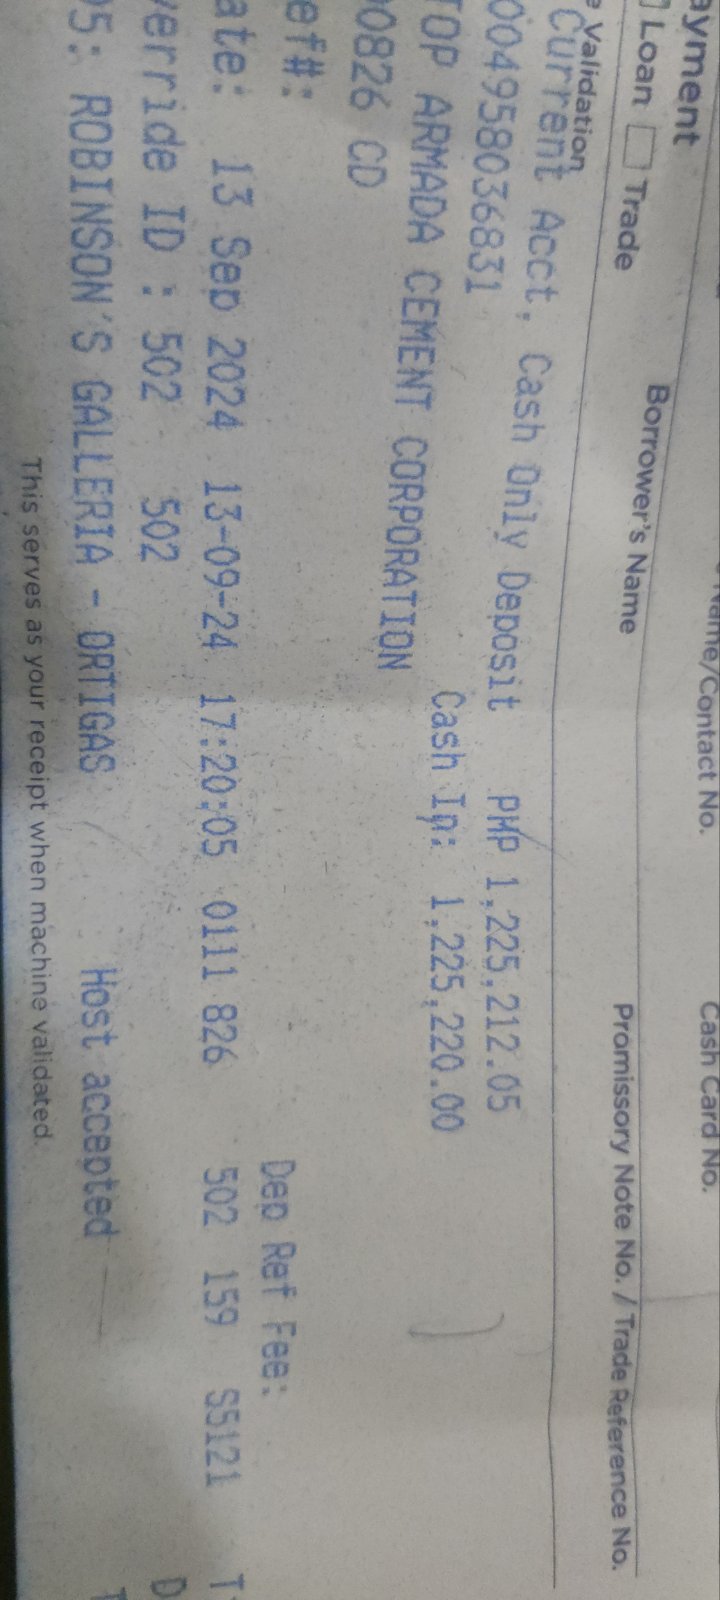 ayment
Name/Contact No. Cash Card No.
Loan Trade Borrower's Name Promissory Note No. / Trade Reference No.
e Validation
Current Acct, Cash Only Deposit PHP 1,225,212.05
004958036831 Cash In: 1,225,220.00
TOP ARMADA CEMENT CORPORATION
00826 CD
ef#: Dep Ref Fee:
ate: 13 Sep 2024 13-09-24 17:20:05 0111 826 502 159 S5121
verride ID : 502 502
05: ROBINSON'S GALLERIA - ORTIGAS Host accepted
This serves as your receipt when machine validated.